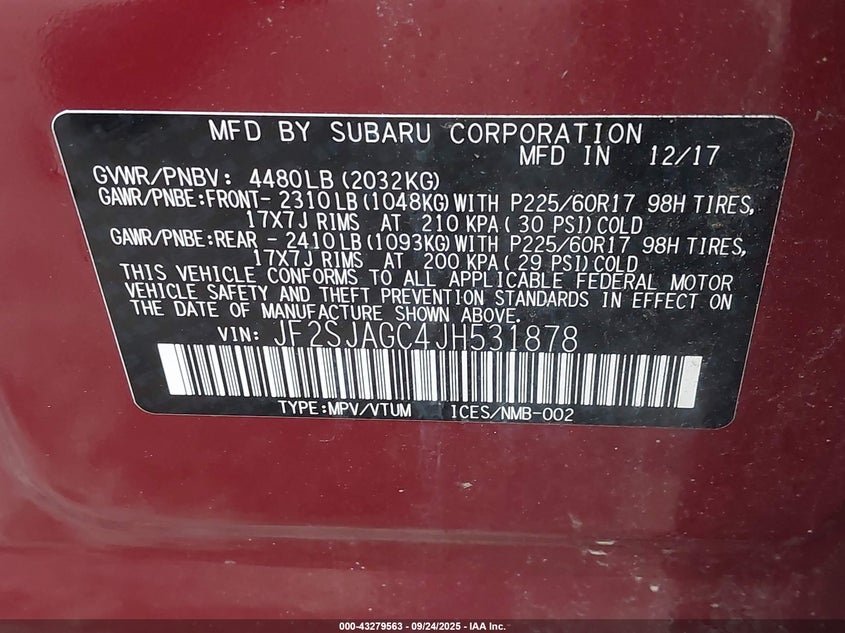 MFD BY SUBARU CORPORATION
MFD IN 12/17
GVWR/PNBV: 4480LB (2032KG)
GAWR/PNBE:FRONT- 2310LB (1048KG) WITH P225/60R17 98H TIRES,
17X7J RIMS AT 210 KPA( 30 PSI) COLD
GAWR/PNBE:REAR - 2410LB (1093KG) WITH P225/60R17 98H TIRES,
17X7J RIMS AT 200 KPA( 29 PSI) COLD
THIS VEHICLE CONFORMS TO ALL APPLICABLE FEDERAL MOTOR
VEHICLE SAFETY AND THEFT PREVENTION STANDARDS IN EFFECT ON
THE DATE OF MANUFACTURE SHOWN ABOVE.
VIN: JF2SJAGC4JH531878
TYPE:MPV/VTUM ICES/NMB-002
000-43279563 - 09/24/2025 - IAA Inc.